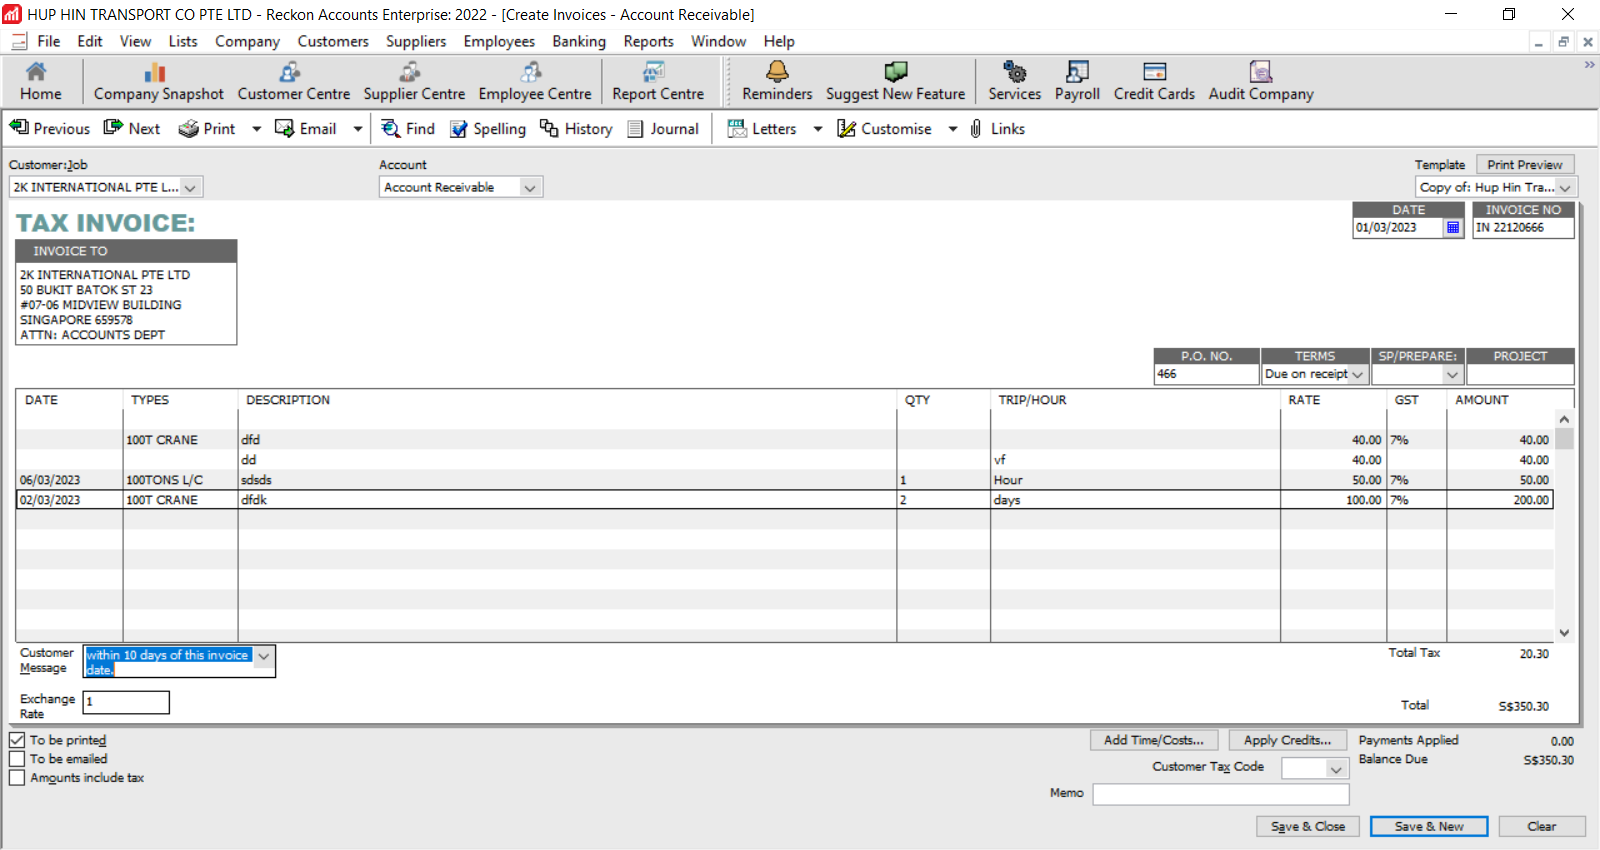 HUP HIN TRANSPORT CO PTE LTD - Reckon Accounts Enterprise: 2022 - [Create Invoices - Account Receivable]
File Edit View Lists Company Customers Suppliers Employees Banking Reports Window Help
Home Company Snapshot Customer Centre Supplier Centre Employee Centre Report Centre Reminders Suggest New Feature Services Payroll Credit Cards Audit Company
Previous Next Print Email Find Spelling History Journal Letters Customise Links
Customer:Job Account Template Print Preview
2K INTERNATIONAL PTE L... Account Receivable Copy of: Hup Hin Tra...
TAX INVOICE:
DATE INVOICE NO
01/03/2023 IN 22120666
INVOICE TO
2K INTERNATIONAL PTE LTD
50 BUKIT BATOK ST 23
#07-06 MIDVIEW BUILDING
SINGAPORE 659578
ATTN: ACCOUNTS DEPT
P.O. NO. TERMS SP/PREPARE: PROJECT
466 Due on receipt
DATE TYPES DESCRIPTION QTY TRIP/HOUR RATE GST AMOUNT
100T CRANE dfd 40.00 7% 40.00
dd vf 40.00 40.00
06/03/2023 100TONS L/C sdsds 1 Hour 50.00 7% 50.00
02/03/2023 100T CRANE dfdk 2 days 100.00 7% 200.00
Customer Message within 10 days of this invoice date.
Total Tax 20.30
Exchange Rate 1
Total S$350.30
To be printed Add Time/Costs... Apply Credits... Payments Applied 0.00
To be emailed Customer Tax Code Balance Due S$350.30
Amounts include tax
Memo
Save & Close Save & New Clear